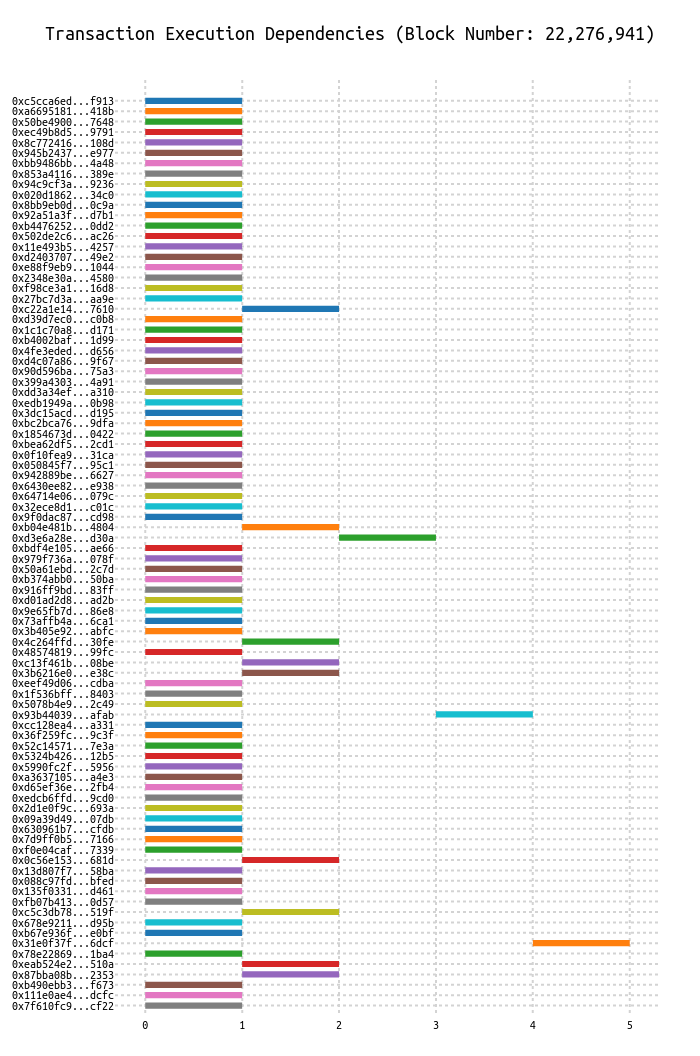 Transaction Execution Dependencies (Block Number: 22,276,941)
0xc5cca6ed...f913
0xa6695181...418b
0x50be4900...7648
0xec49b8d5...9791
0x8c772416...108d
0x945b2437...e977
0xbb9486bb...4a48
0x853a4116...389e
0x94c9cf3a...9236
0x020d1862...34c0
0x8bb9eb0d...0c9a
0x92a51a3f...d7b1
0xb4476252...0dd2
0x502de2c6...ac26
0x11e493b5...4257
0xd2403707...49e2
0xe88f9eb9...1044
0x2348e30a...4580
0xf98ce3a1...16d8
0x27bc7d3a...aa9e
0xc22a1e14...7610
0xd39d7ec0...c0b8
0x1c1c70a8...d171
0xb4002baf...1d99
0x4fe3eded...d656
0xd4c07a86...9f67
0x90d596ba...75a3
0x399a4303...4a91
0xdd3a34ef...a310
0xedb1949a...0b98
0x3dc15acd...d195
0xbc2bca76...9dfa
0x1854673d...0422
0xbea62df5...2cd1
0x0f10fea9...31ca
0x050845f7...95c1
0x942889be...6627
0x6430ee82...e938
0x64714e06...079c
0x32ece8d1...c01c
0x9f0dac87...cd98
0xb04e481b...4804
0xd3e6a28e...d30a
0xbdf4e105...ae66
0x979f736a...078f
0x50a61ebd...2c7d
0xb374abb0...50ba
0x916ff9bd...83ff
0xd01ad2d8...ad2b
0x9e65fb7d...86e8
0x73affb4a...6ca1
0x3b405e92...abfc
0x4c264ffd...30fe
0x48574819...99fc
0xc13f461b...08be
0x3b6216e0...e38c
0xeef49d06...cdba
0x1f536bff...8403
0x5078b4e9...2c49
0x93b44039...afab
0xcc128ea4...a331
0x36f259fc...9c3f
0x52c14571...7e3a
0x5324b426...12b5
0x5990fc2f...5956
0xa3637105...a4e3
0xd65ef36e...2fb4
0xedcb6ffd...9cd0
0x2d1e0f9c...693a
0x09a39d49...07db
0x630961b7...cfdb
0x7d9ff0b5...7166
0xf0e04caf...7339
0x0c56e153...681d
0x13d807f7...58ba
0x088c97fd...bfed
0x135f0331...d461
0xfb07b413...0d57
0xc5c3db78...519f
0x678e9211...d95b
0xb67e936f...e0bf
0x31e0f37f...6dcf
0x78e22869...1ba4
0xeab524e2...510a
0x87bba08b...2353
0xb490ebb3...f673
0x111e0ae4...dcfc
0x7f610fc9...cf22
0 1 2 3 4 5